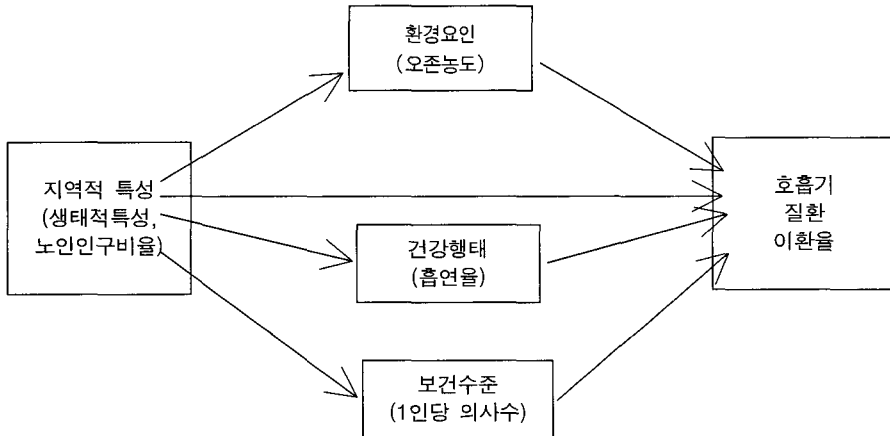 환경요인
(오존농도)
지역적 특성
(생태적특성,
노인인구비율)
호흡기
질환
이환율
건강행태
(흡연율)
보건수준
(1인당 의사수)